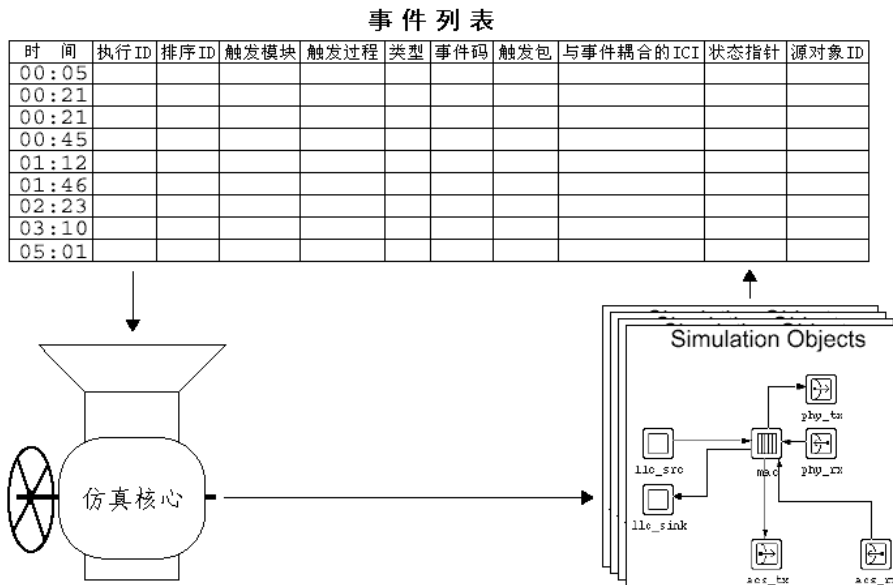 事件列表
时 间 执行ID 排序ID 触发模块 触发过程 类型 事件码 触发包 与事件耦合的ICI 状态指针 源对象ID
00:05
00:21
00:21
00:45
01:12
01:46
02:23
03:10
05:01
Simulation Objects
phy_tx
llc_src
mac
phy_rx
仿真核心
llc_sink
acs_tx